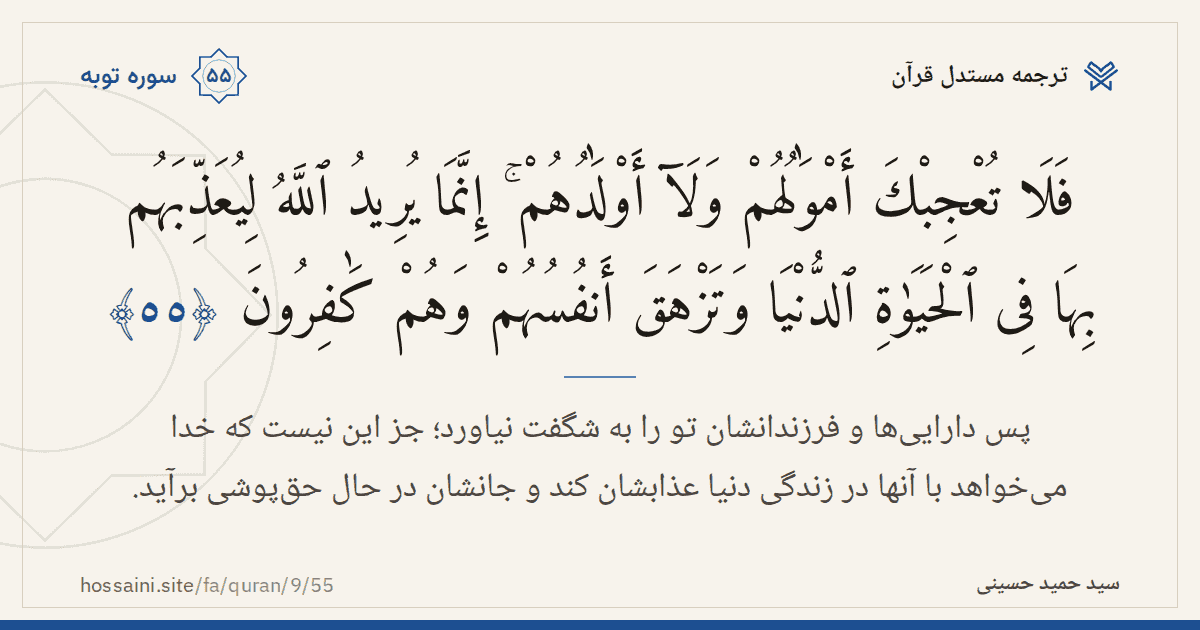 ترجمه مستدل قرآن
۵۵ سوره توبه
فَلَا تُعْجِبْكَ أَمْوَٰلُهُمْ وَلَآ أَوْلَٰدُهُمْ ۚ إِنَّمَا يُرِيدُ ٱللَّهُ لِيُعَذِّبَهُم
بِهَا فِى ٱلْحَيَوٰةِ ٱلدُّنْيَا وَتَزْهَقَ أَنفُسُهُمْ وَهُمْ كَٰفِرُونَ ﴿٥٥﴾
پس دارایی‌ها و فرزندانشان تو را به شگفت نیاورد؛ جز این نیست که خدا
می‌خواهد با آنها در زندگی دنیا عذابشان کند و جانشان در حال حق‌پوشی برآید.
سید حمید حسینی
hossaini.site/fa/quran/9/55